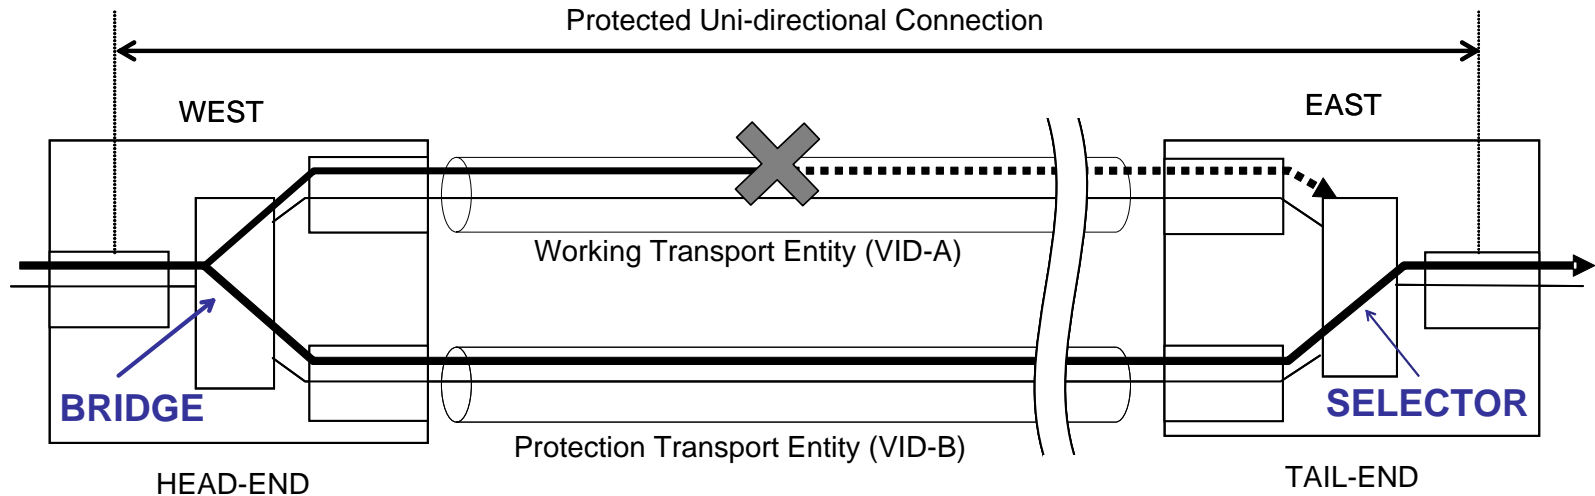 Protected Uni-directional Connection
WEST
EAST
Working Transport Entity (VID-A)
BRIDGE
SELECTOR
Protection Transport Entity (VID-B)
HEAD-END
TAIL-END